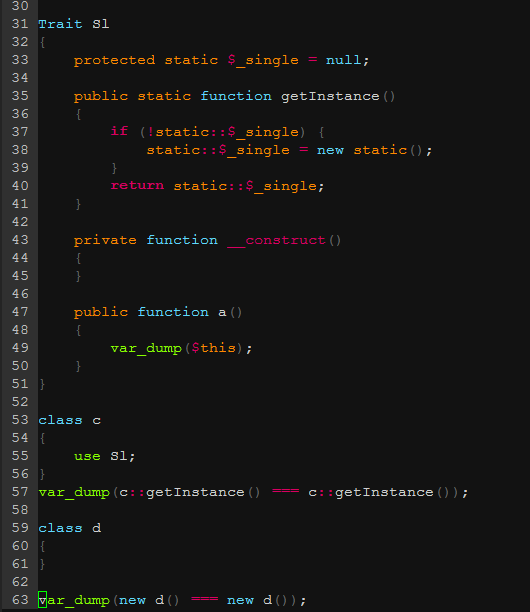 30
31 Trait Sl
32 {
33     protected static $_single = null;
34
35     public static function getInstance()
36     {
37         if (!static::$_single) {
38             static::$_single = new static();
39         }
40         return static::$_single;
41     }
42
43     private function __construct()
44     {
45     }
46
47     public function a()
48     {
49         var_dump($this);
50     }
51 }
52
53 class c
54 {
55     use Sl;
56 }
57 var_dump(c::getInstance() === c::getInstance());
58
59 class d
60 {
61 }
62
63 var_dump(new d() === new d());